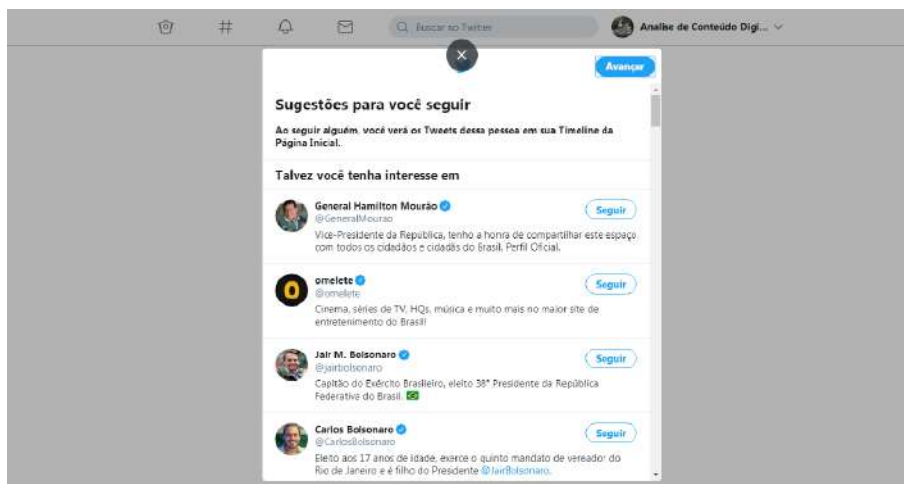 #
Buscar no Twitter
Analise de Conteúdo Digi...
Avançar
Sugestões para você seguir
Ao seguir alguém, você verá os Tweets dessa pessoa em sua Timeline da
Página Inicial.
Talvez você tenha interesse em
General Hamilton Mourão
@GeneralMourao
Seguir
Vice-Presidente da República, tenho a honra de compartilhar este espaço
com todos os cidadãos e cidadãs do Brasil. Perfil Oficial.
omelete
@omelete
Seguir
Cinema, séries de TV, HQs, música e muito mais no maior site de
entretenimento do Brasil!
Jair M. Bolsonaro
@jairbolsonaro
Seguir
Capitão do Exército Brasileiro, eleito 38° Presidente da República
Federativa do Brasil. 🇧🇷
Carlos Bolsonaro
@CarlosBolsonaro
Seguir
Eleito aos 17 anos de idade, exerce o quinto mandato de vereador do
Rio de Janeiro e é filho do Presidente @JairBolsonaro.